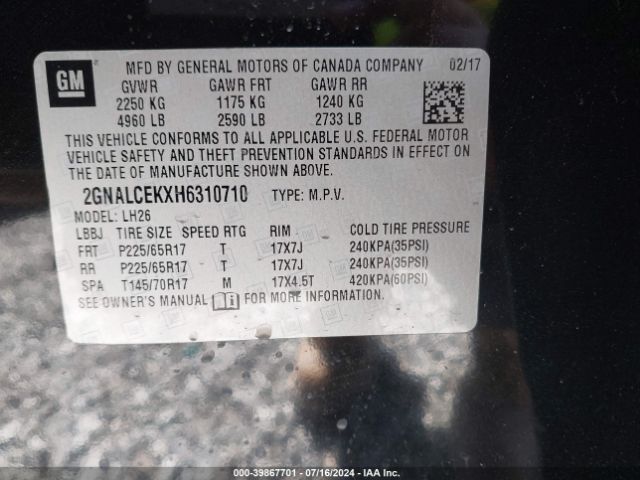 GM
MFD BY GENERAL MOTORS OF CANADA COMPANY 02/17
GVWR GAWR FRT GAWR RR
2250 KG 1175 KG 1240 KG
4960 LB 2590 LB 2733 LB
THIS VEHICLE CONFORMS TO ALL APPLICABLE U.S. FEDERAL MOTOR
VEHICLE SAFETY AND THEFT PREVENTION STANDARDS IN EFFECT ON
THE DATE OF MANUFACTURE SHOWN ABOVE.
2GNALCEKXH6310710 TYPE: M.P.V.
MODEL: LH26
LBBJ TIRE SIZE SPEED RTG RIM COLD TIRE PRESSURE
FRT P225/65R17 T 17X7J 240KPA(35PSI)
RR P225/65R17 T 17X7J 240KPA(35PSI)
SPA T145/70R17 M 17X4.5T 420KPA(60PSI)
SEE OWNER'S MANUAL FOR MORE INFORMATION.
000-39867701 / 07/16/2024 / IAA Inc.